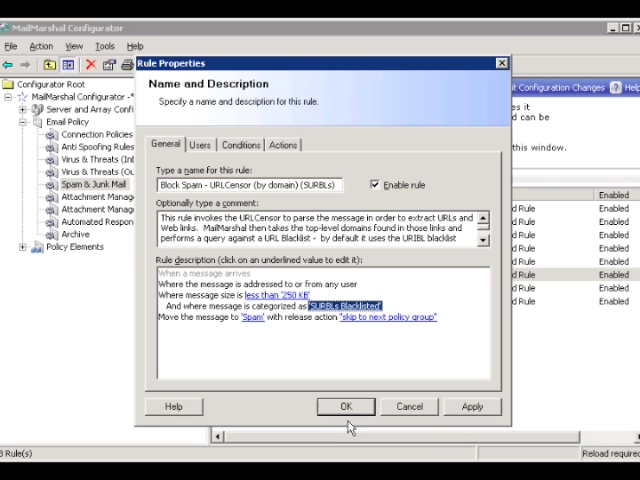 MailMarshal Configurator
File Action View Tools Help
Configurator Root
MailMarshal Configurator -
Server and Array Confi
Email Policy
Connection Policies
Anti Spoofing Rules
Virus & Threats (Inb
Virus & Threats (Ou
Spam & Junk Mail
Attachment Manag
Attachment Manag
Automated Respon
Archive
Policy Elements
Rule Properties
Name and Description
Specify a name and description for this rule.
General Users Conditions Actions
Type a name for this rule:
Block Spam - URLCensor (by domain) (SURBLs)
Enable rule
Optionally type a comment:
This rule invokes the URLCensor to parse the message in order to extract URLs and
Web links. MailMarshal then takes the top-level domains found in those links and
performs a query against a URL Blacklist - by default it uses the URIBL blacklist
Rule description (click on an underlined value to edit it):
When a message arrives
Where the message is addressed to or from any user
Where message size is less than '250 KB'
And where message is categorized as 'SURBLs Blacklisted'
Move the message to 'Spam' with release action "skip to next policy group"
Help OK Cancel Apply
it Configuration Changes Help
es it
d can be
this window.
Enabled
d Rule Enabled
d Rule Enabled
d Rule Enabled
d Rule Enabled
d Rule Enabled
d Rule Enabled
d Rule Enabled
d Rule Enabled
8 Rule(s)
Reload required